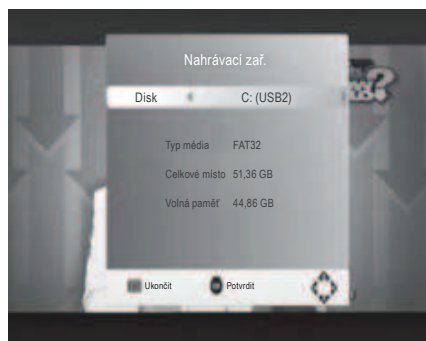 Nahrávací zař.
Disk C: (USB2)
Typ média FAT32
Celkové místo 51,36 GB
Volná paměť 44,86 GB
Ukončit Potvrdit